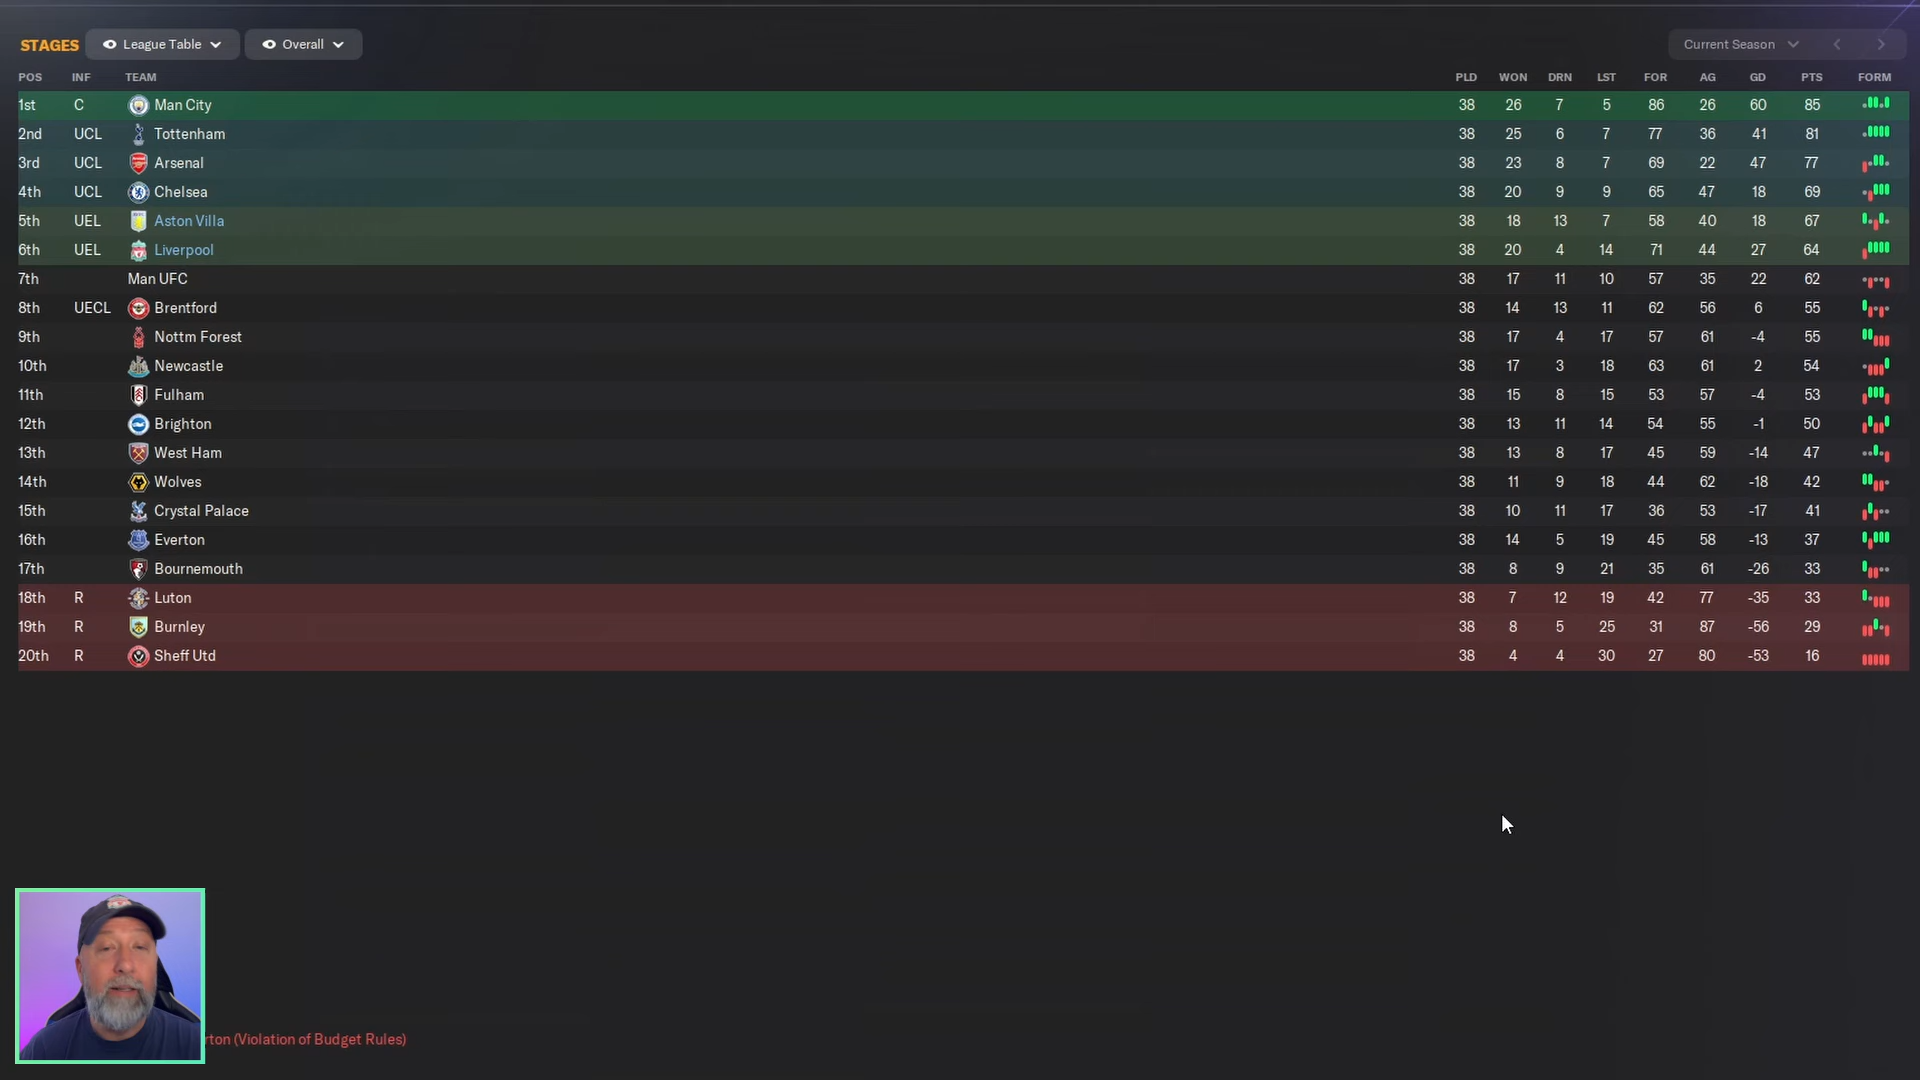 STAGES League Table Overall Current Season
POS INF TEAM PLD WON DRN LST FOR AG GD PTS FORM
1st C Man City 38 26 7 5 86 26 60 85
2nd UCL Tottenham 38 25 6 7 77 36 41 81
3rd UCL Arsenal 38 23 8 7 69 22 47 77
4th UCL Chelsea 38 20 9 9 65 47 18 69
5th UEL Aston Villa 38 18 13 7 58 40 18 67
6th UEL Liverpool 38 20 4 14 71 44 27 64
7th Man UFC 38 17 11 10 57 35 22 62
8th UECL Brentford 38 14 13 11 62 56 6 55
9th Nottm Forest 38 17 4 17 57 61 -4 55
10th Newcastle 38 17 3 18 63 61 2 54
11th Fulham 38 15 8 15 53 57 -4 53
12th Brighton 38 13 11 14 54 55 -1 50
13th West Ham 38 13 8 17 45 59 -14 47
14th Wolves 38 11 9 18 44 62 -18 42
15th Crystal Palace 38 10 11 17 36 53 -17 41
16th Everton 38 14 5 19 45 58 -13 37
17th Bournemouth 38 8 9 21 35 61 -26 33
18th R Luton 38 7 12 19 42 77 -35 33
19th R Burnley 38 8 5 25 31 87 -56 29
20th R Sheff Utd 38 4 4 30 27 80 -53 16
rton (Violation of Budget Rules)